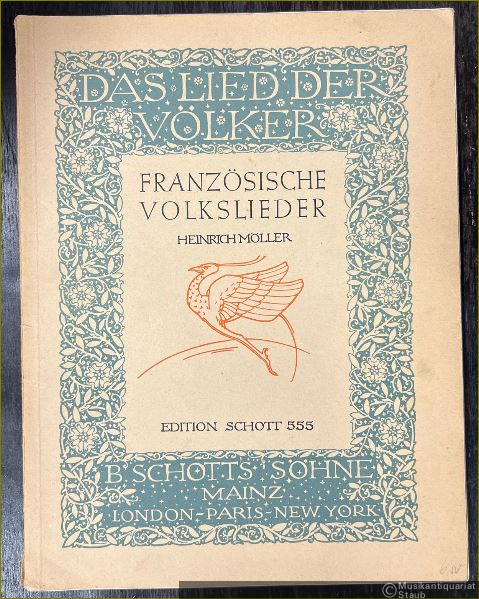 DAS LIED DER
VÖLKER
FRANZÖSISCHE
VOLKSLIEDER
HEINRICH MÖLLER
EDITION SCHOTT 555
B. SCHOTT'S SÖHNE
MAINZ
LONDON-PARIS-NEW YORK
©Musikantiquariat
Staub